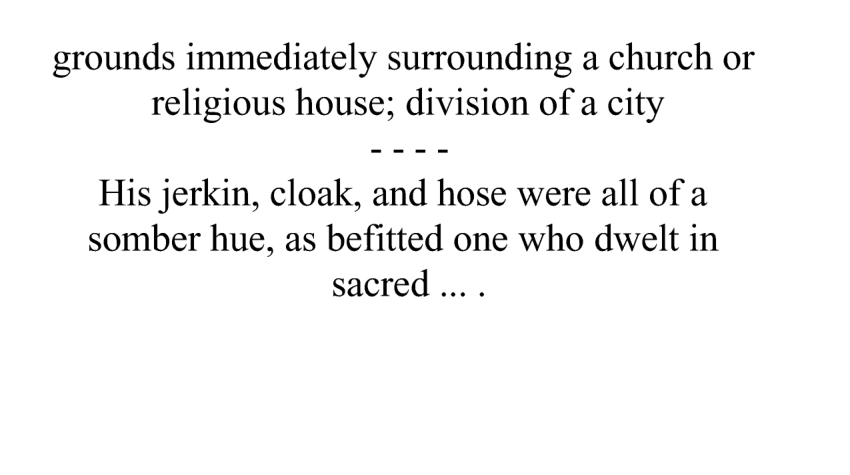 grounds immediately surrounding a church or
religious house; division of a city
- - - -
His jerkin, cloak, and hose were all of a
somber hue, as befitted one who dwelt in
sacred ... .